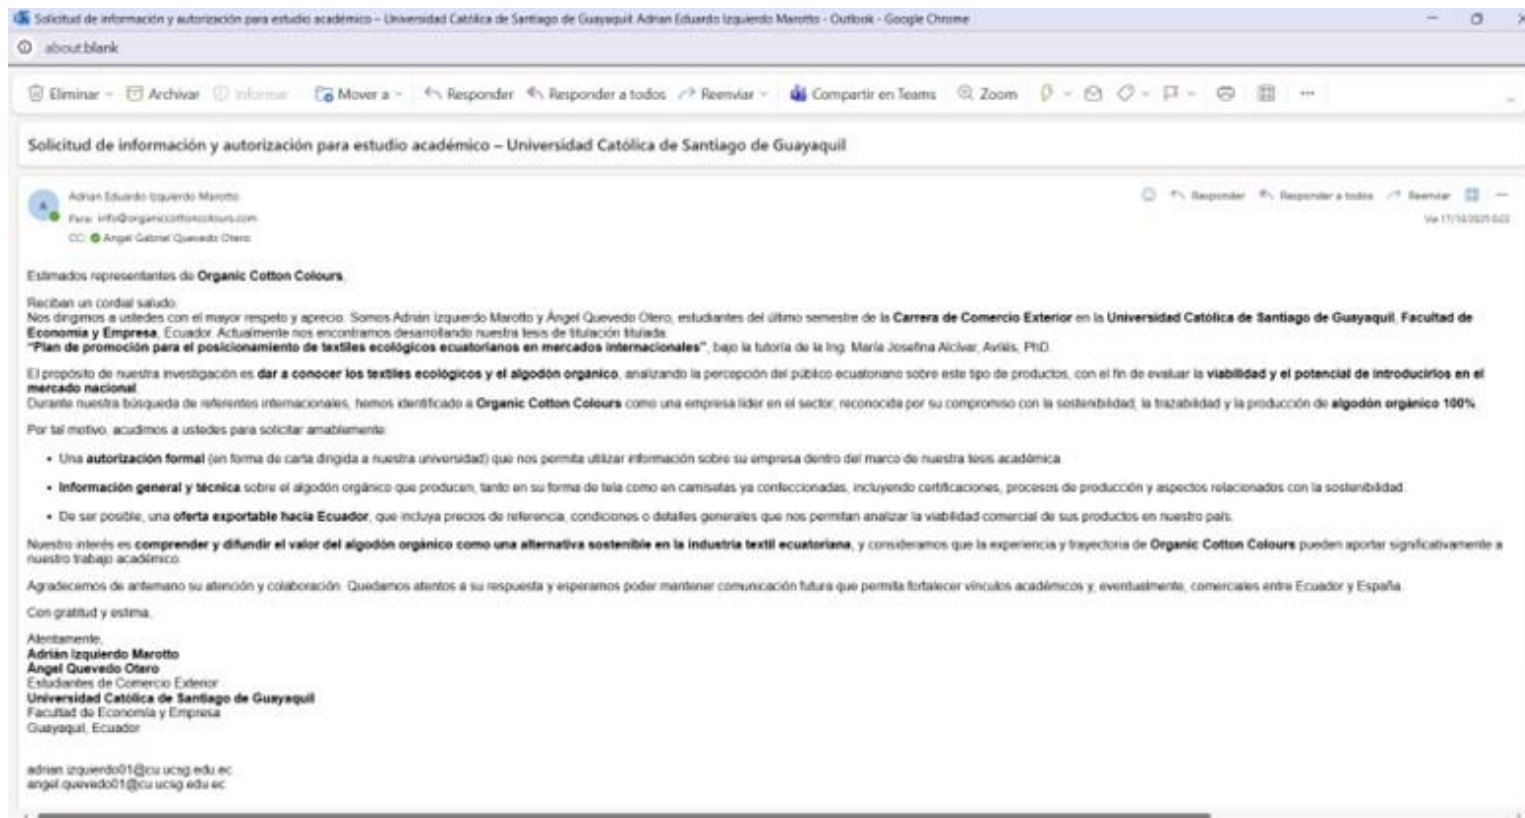 Solicitud de información y autorización para estudio académico – Universidad Católica de Santiago de Guayaquil: Adrian Eduardo Izquierdo Marotto - Outlook - Google Chrome
about:blank
Eliminar Archivar Informar Mover a Responder Responder a todos Reenviar Compartir en Teams Zoom
Solicitud de información y autorización para estudio académico – Universidad Católica de Santiago de Guayaquil
A Adrian Eduardo Izquierdo Marotto Responder Responder a todos Reenviar
Para: info@organiccottoncolours.com Vie 17/10/2025
CC: Angel Gabriel Quevedo Otero
Estimados representantes de Organic Cotton Colours,
Reciban un cordial saludo.
Nos dirigimos a ustedes con el mayor respeto y aprecio. Somos Adrián Izquierdo Marotto y Ángel Quevedo Otero, estudiantes del último semestre de la Carrera de Comercio Exterior en la Universidad Católica de Santiago de Guayaquil, Facultad de
Economía y Empresa, Ecuador. Actualmente nos encontramos desarrollando nuestra tesis de titulación titulada:
"Plan de promoción para el posicionamiento de textiles ecológicos ecuatorianos en mercados internacionales", bajo la tutoría de la Ing. María Josefina Alcívar, Avilés, PhD.
El propósito de nuestra investigación es dar a conocer los textiles ecológicos y el algodón orgánico, analizando la percepción del público ecuatoriano sobre este tipo de productos, con el fin de evaluar la viabilidad y el potencial de introducirlos en el
mercado nacional.
Durante nuestra búsqueda de referentes internacionales, hemos identificado a Organic Cotton Colours como una empresa líder en el sector, reconocida por su compromiso con la sostenibilidad, la trazabilidad y la producción de algodón orgánico 100%.
Por tal motivo, acudimos a ustedes para solicitar amablemente:
• Una autorización formal (en forma de carta dirigida a nuestra universidad) que nos permita utilizar información sobre su empresa dentro del marco de nuestra tesis académica.
• Información general y técnica sobre el algodón orgánico que producen, tanto en su forma de tela como en camisetas ya confeccionadas, incluyendo certificaciones, procesos de producción y aspectos relacionados con la sostenibilidad.
• De ser posible, una oferta exportable hacia Ecuador, que incluya precios de referencia, condiciones o detalles generales que nos permitan analizar la viabilidad comercial de sus productos en nuestro país.
Nuestro interés es comprender y difundir el valor del algodón orgánico como una alternativa sostenible en la industria textil ecuatoriana, y consideramos que la experiencia y trayectoria de Organic Cotton Colours pueden aportar significativamente a
nuestro trabajo académico.
Agradecemos de antemano su atención y colaboración. Quedamos atentos a su respuesta y esperamos poder mantener comunicación futura que permita fortalecer vínculos académicos y, eventualmente, comerciales entre Ecuador y España.
Con gratitud y estima,
Atentamente,
Adrián Izquierdo Marotto
Ángel Quevedo Otero
Estudiantes de Comercio Exterior
Universidad Católica de Santiago de Guayaquil
Facultad de Economía y Empresa
Guayaquil, Ecuador
adrian.izquierdo01@cu.ucsg.edu.ec
angel.quevedo01@cu.ucsg.edu.ec